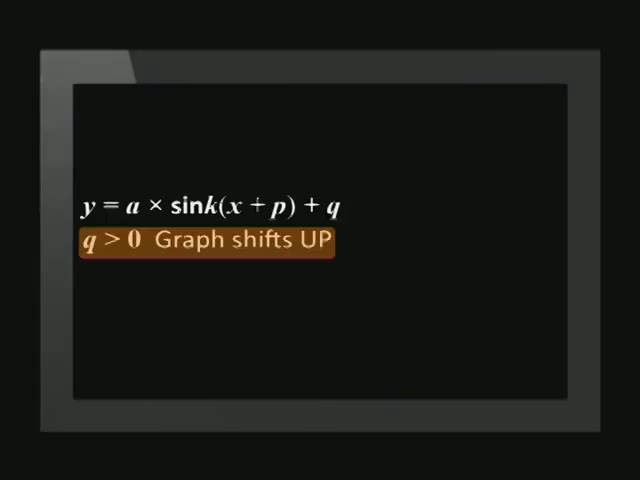 y = a × sink(x + p) + q
q > 0 Graph shifts UP